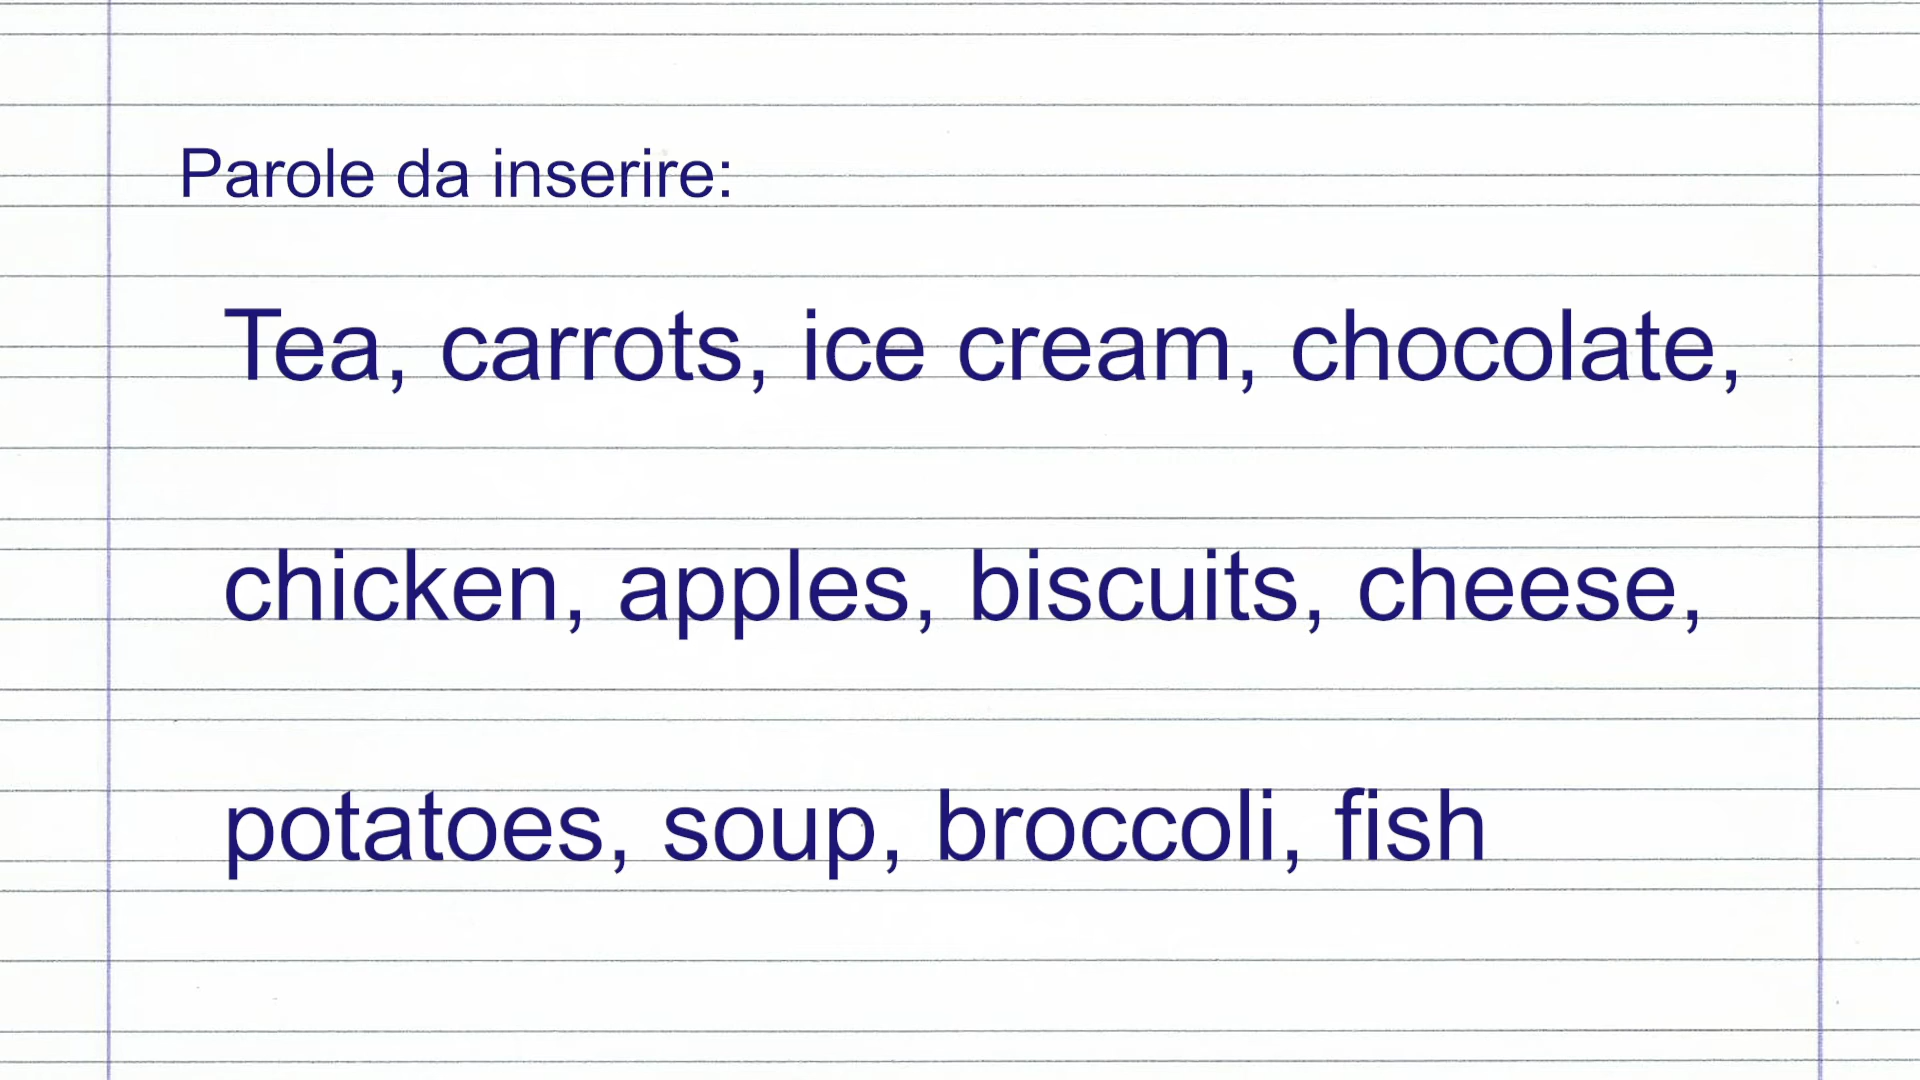 Parole da inserire:
Tea, carrots, ice cream, chocolate,
chicken, apples, biscuits, cheese,
potatoes, soup, broccoli, fish